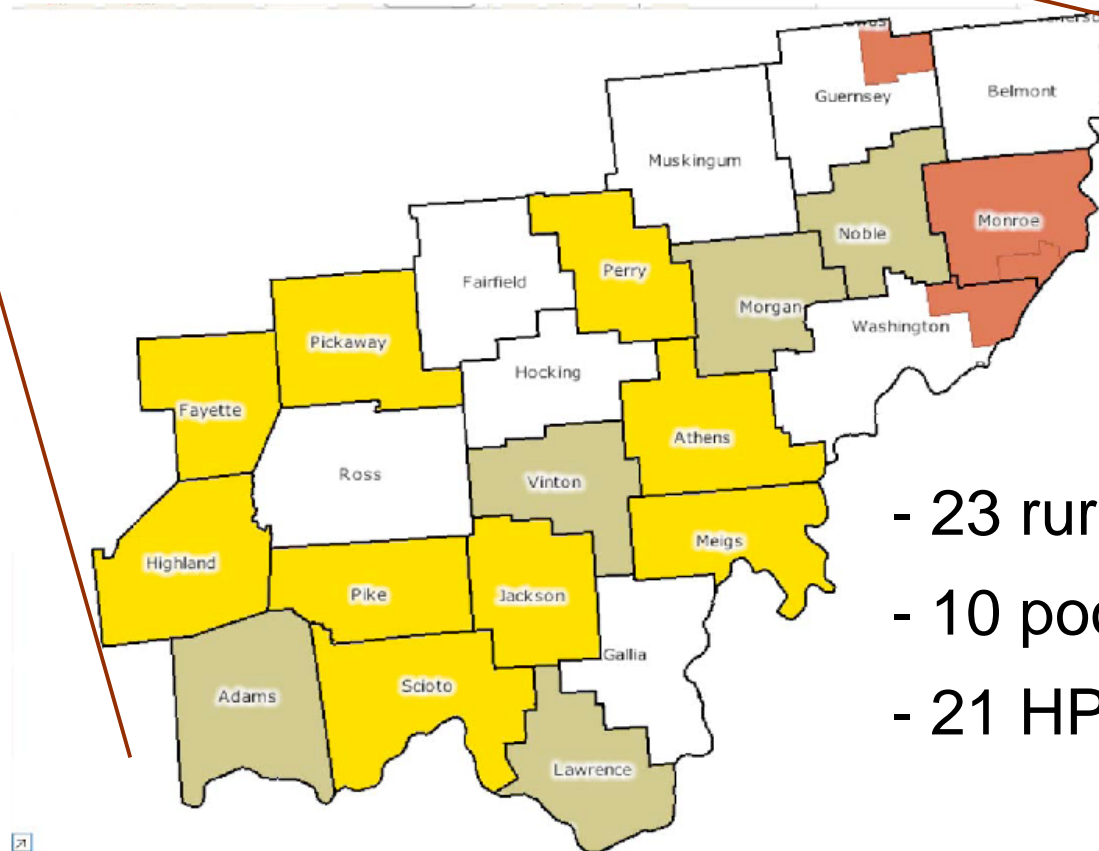 Guernsey
Belmont
Muskingum
Noble
Monroe
Perry
Fairfield
Morgan
Washington
Pickaway
Hocking
Fayette
Athens
Ross
Vinton
Meigs
Highland
Pike
Jackson
Gallia
Scioto
Adams
Lawrence
- 23 rur
- 10 poo
- 21 HP